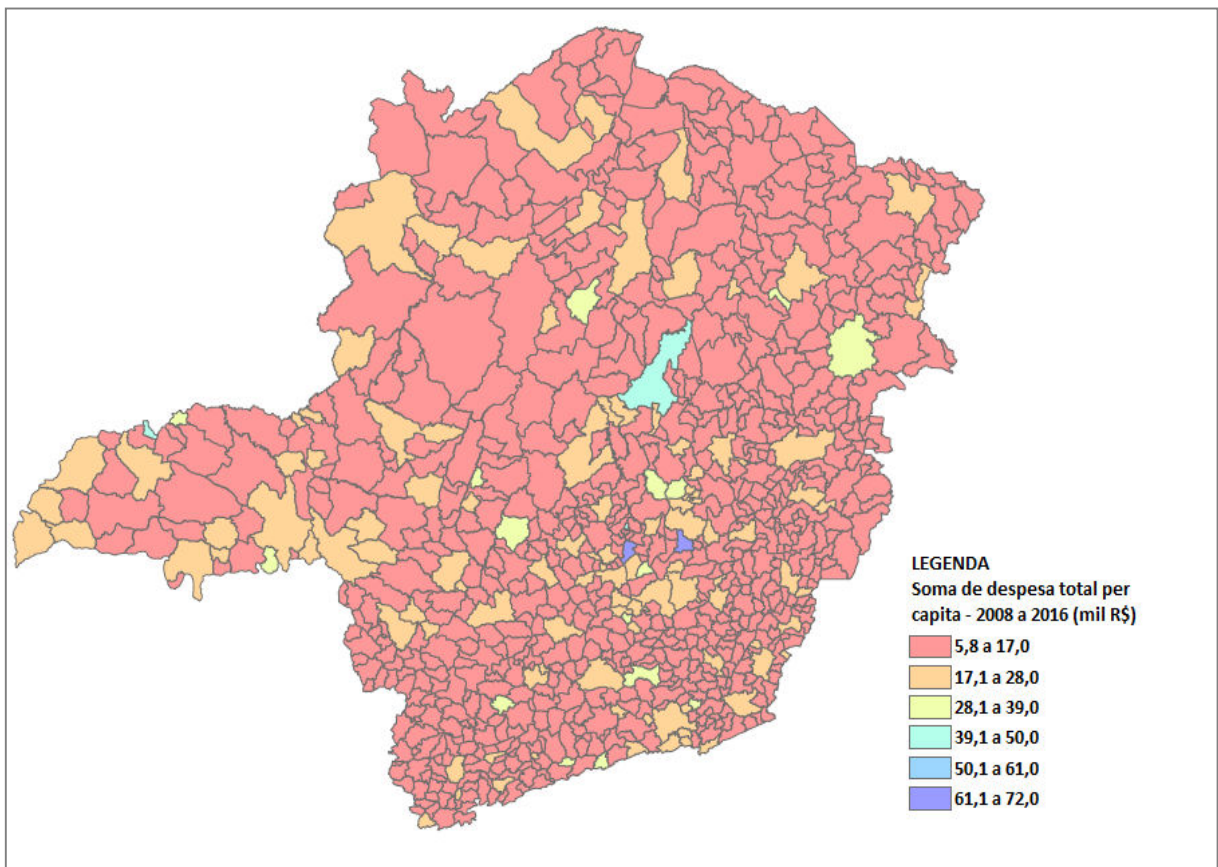 LEGENDA
Soma de despesa total per
capita - 2008 a 2016 (mil R$)
5,8 a 17,0
17,1 a 28,0
28,1 a 39,0
39,1 a 50,0
50,1 a 61,0
61,1 a 72,0